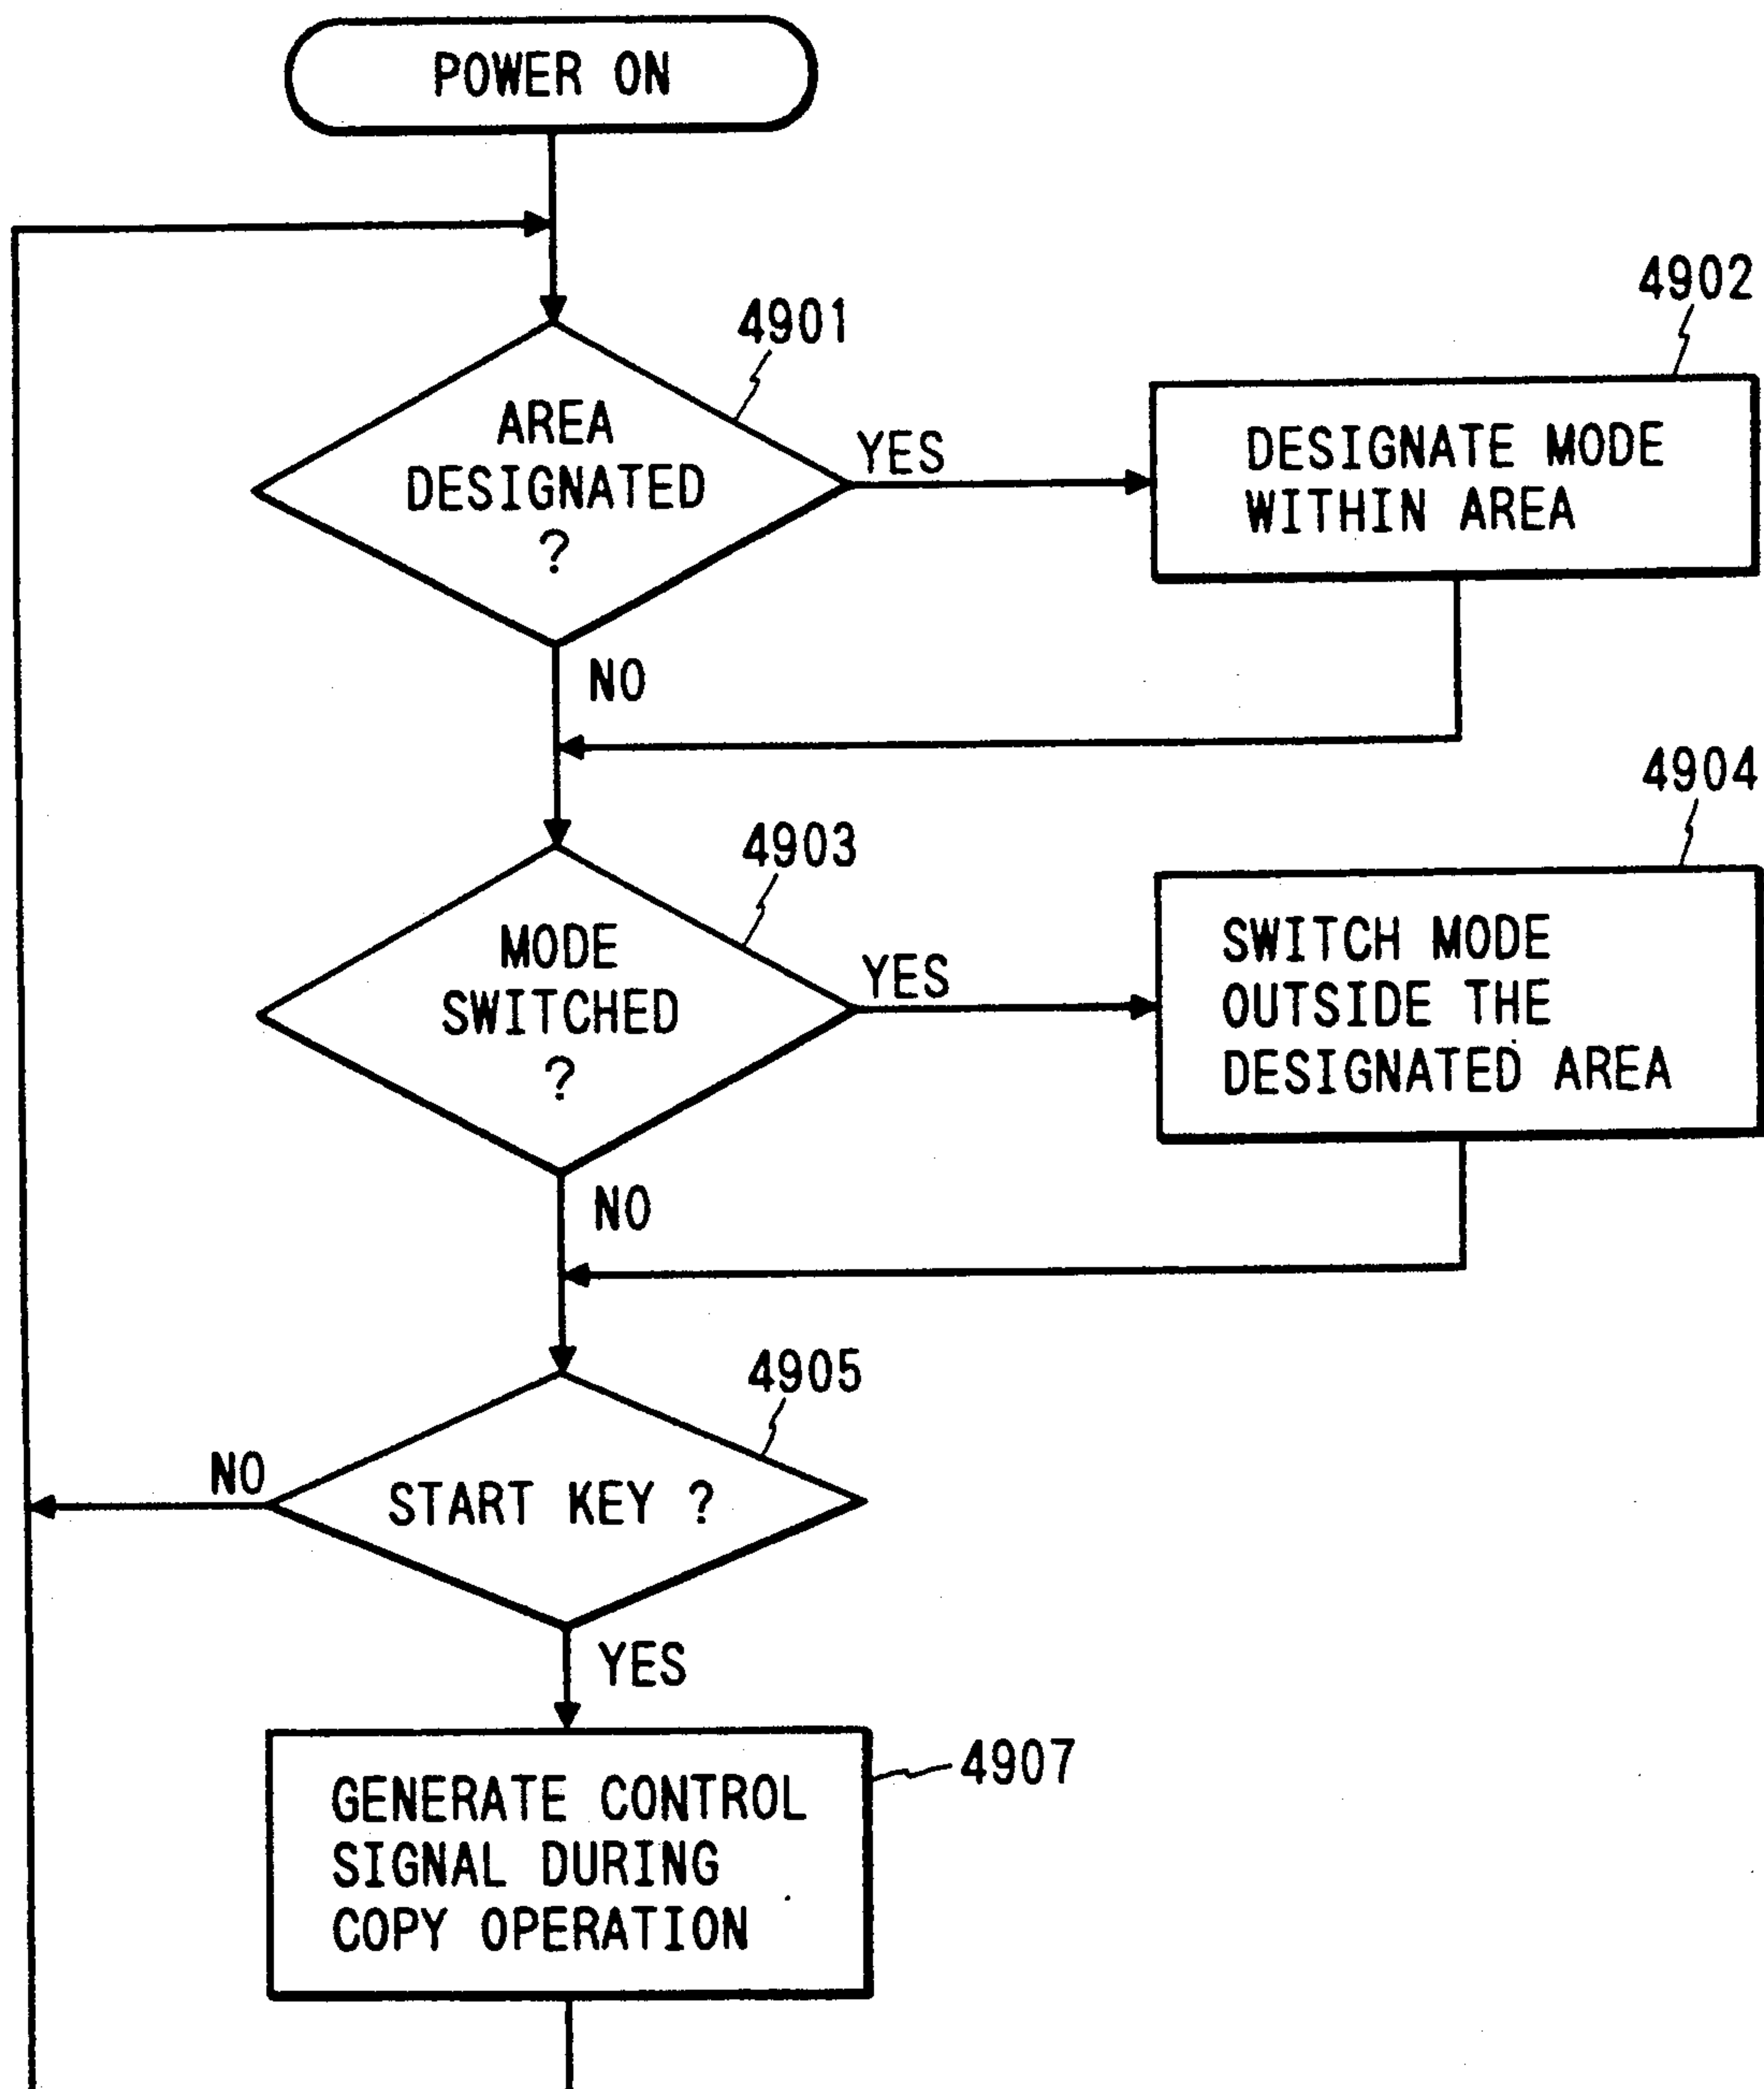 POWER ON
4901
4902
AREA
DESIGNATED
?
YES
DESIGNATE MODE
WITHIN AREA
NO
4903
4904
MODE
SWITCHED
?
YES
SWITCH MODE
OUTSIDE THE
DESIGNATED AREA
NO
4905
NO
START KEY ?
YES
4907
GENERATE CONTROL
SIGNAL DURING
COPY OPERATION